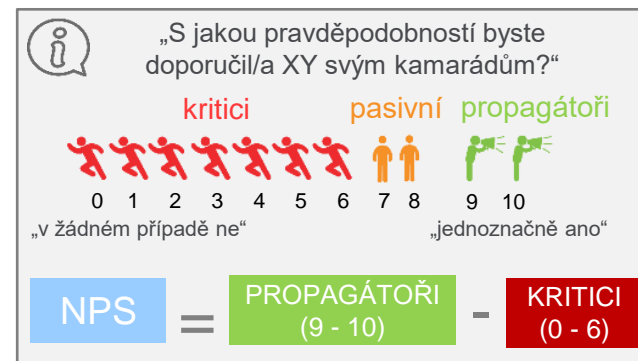 „S jakou pravděpodobností byste
doporučil/a XY svým kamarádům?“
kritici pasivní propagátoři
0 1 2 3 4 5 6 7 8 9 10
„v žádném případě ne“ „jednoznačně ano“
NPS = PROPAGÁTOŘI - KRITICI
(9 - 10) (0 - 6)